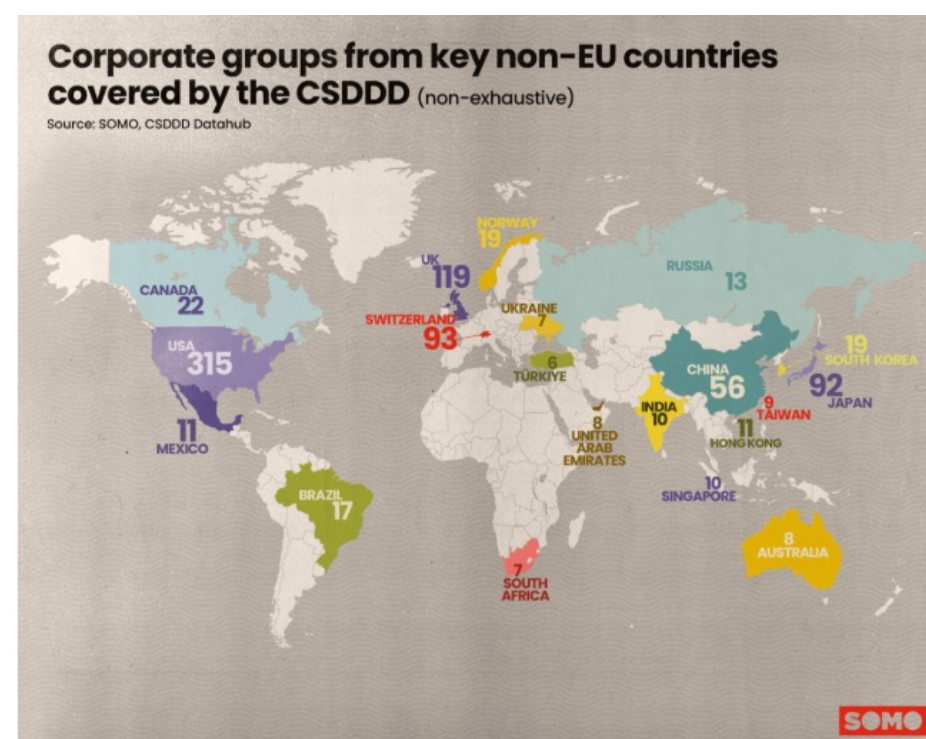 Corporate groups from key non-EU countries
covered by the CSDDD (non-exhaustive)
Source: SOMO, CSDDD Datahub
NORWAY
19
UK
119
RUSSIA
13
CANADA
22
SWITZERLAND
93
UKRAINE
7
USA
315
19
SOUTH KOREA
6
TÜRKIYE
CHINA
56
92
JAPAN
9
TAIWAN
INDIA
10
11
MEXICO
8
UNITED
ARAB
EMIRATES
11
HONG KONG
10
SINGAPORE
BRAZIL
17
8
AUSTRALIA
7
SOUTH
AFRICA
SOMO